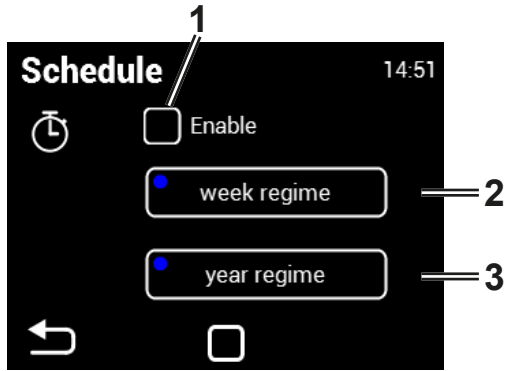 1
Schedule 14:51
Enable
week regime 2
year regime 3